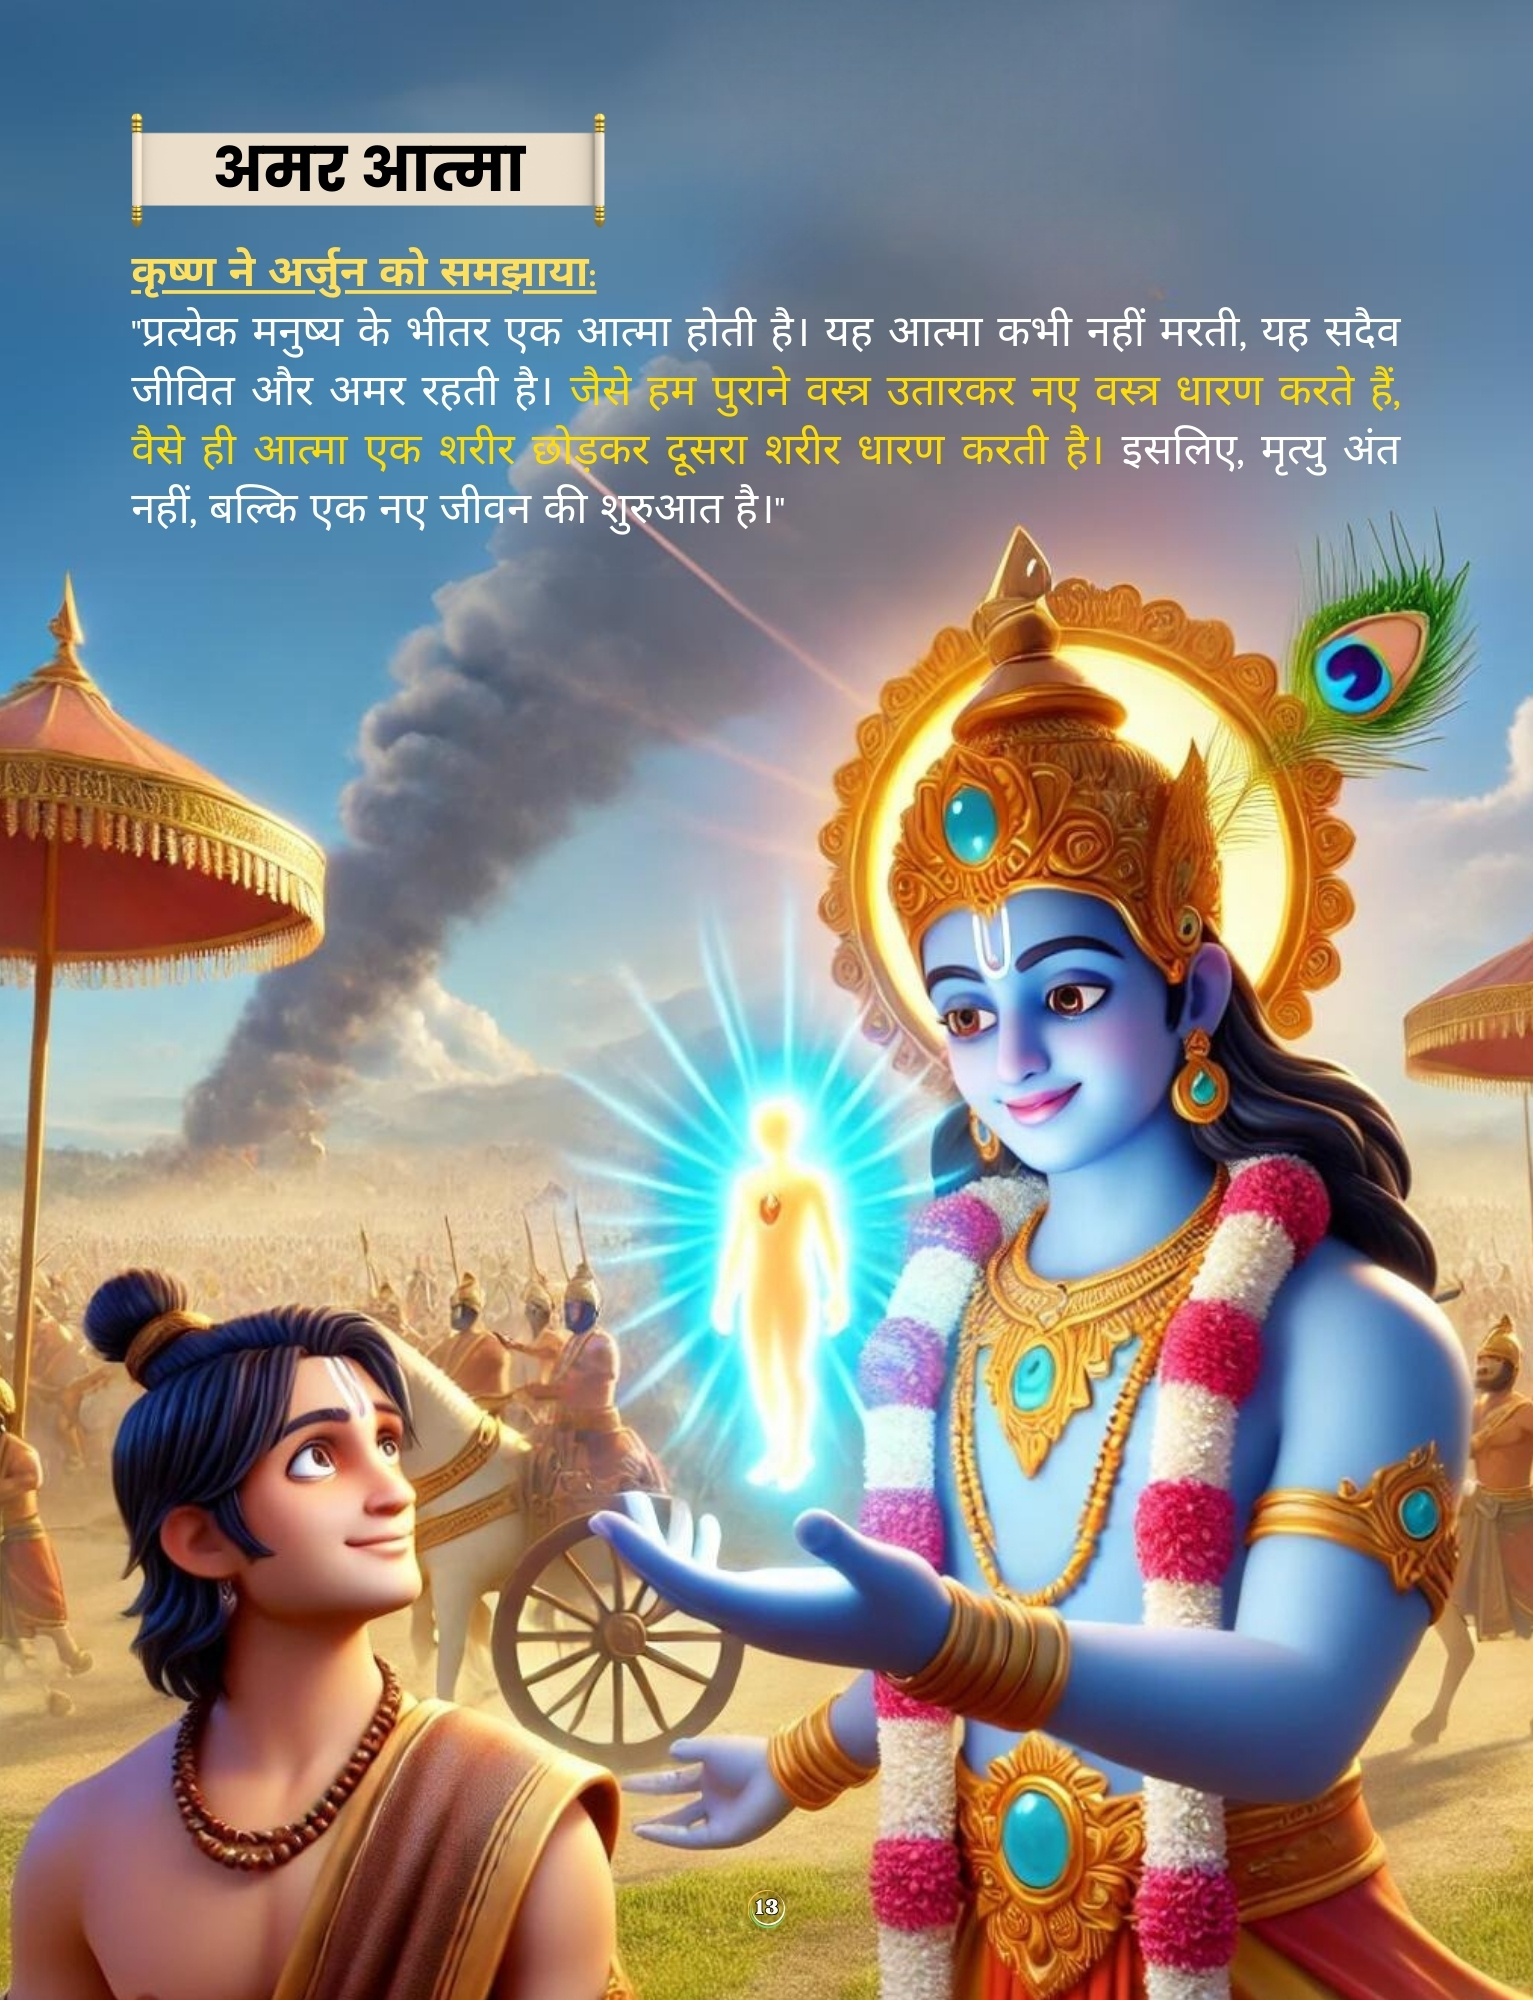 अमर आत्मा
कृष्ण ने अर्जुन को समझाया:
"प्रत्येक मनुष्य के भीतर एक आत्मा होती है। यह आत्मा कभी नहीं मरती, यह सदैव
जीवित और अमर रहती है। जैसे हम पुराने वस्त्र उतारकर नए वस्त्र धारण करते हैं,
वैसे ही आत्मा एक शरीर छोड़कर दूसरा शरीर धारण करती है। इसलिए, मृत्यु अंत
नहीं, बल्कि एक नए जीवन की शुरुआत है।"
13